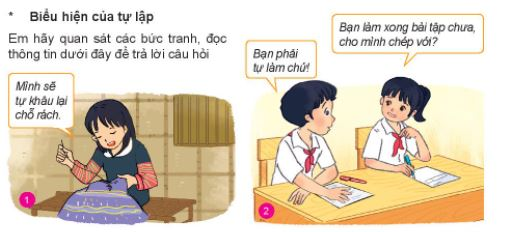 * Biểu hiện của tự lập
Em hãy quan sát các bức tranh, đọc
thông tin dưới đây để trả lời câu hỏi
Mình sẽ
tự khâu lại
chỗ rách.
1
Bạn phải
tự làm chứ!
Bạn làm xong bài tập chưa,
cho mình chép với?
2